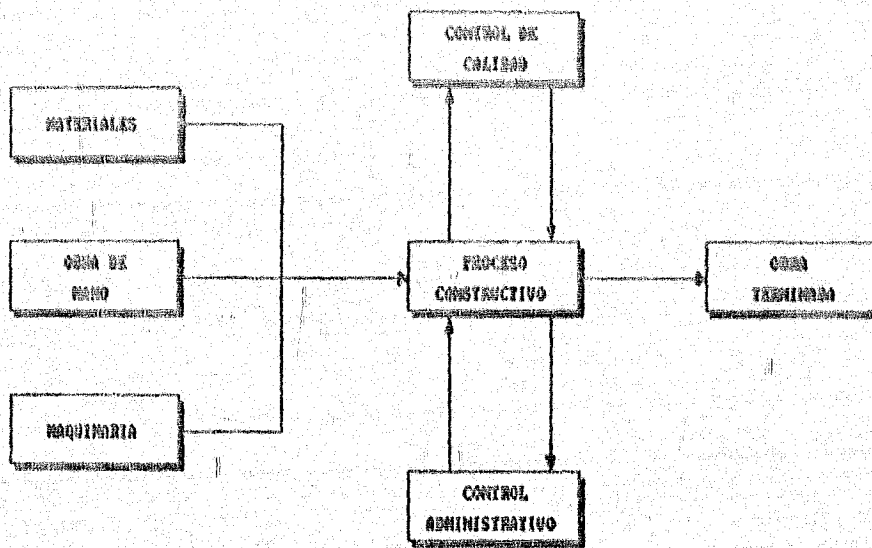 CONTROL DE
CALIDAD
MATERIALES
OBRA DE
MANO
PROCESO
CONSTRUCTIVO
OBRA
TERMINADA
MAQUINARIA
CONTROL
ADMINISTRATIVO